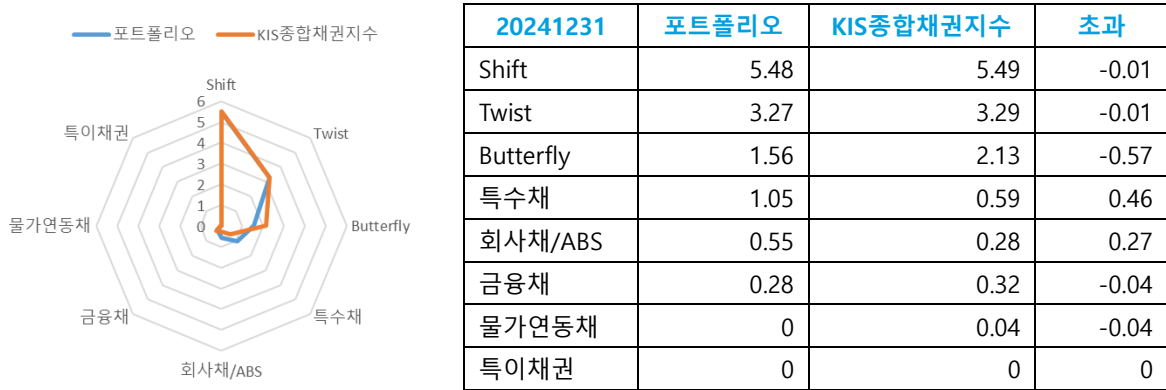 포트폴리오 KIS종합채권지수
Shift
6
5
4
3
2
1
0
특이채권 Twist
물가연동채 Butterfly
금융채 특수채
회사채/ABS
20241231 포트폴리오 KIS종합채권지수 초과
Shift 5.48 5.49 -0.01
Twist 3.27 3.29 -0.01
Butterfly 1.56 2.13 -0.57
특수채 1.05 0.59 0.46
회사채/ABS 0.55 0.28 0.27
금융채 0.28 0.32 -0.04
물가연동채 0 0.04 -0.04
특이채권 0 0 0